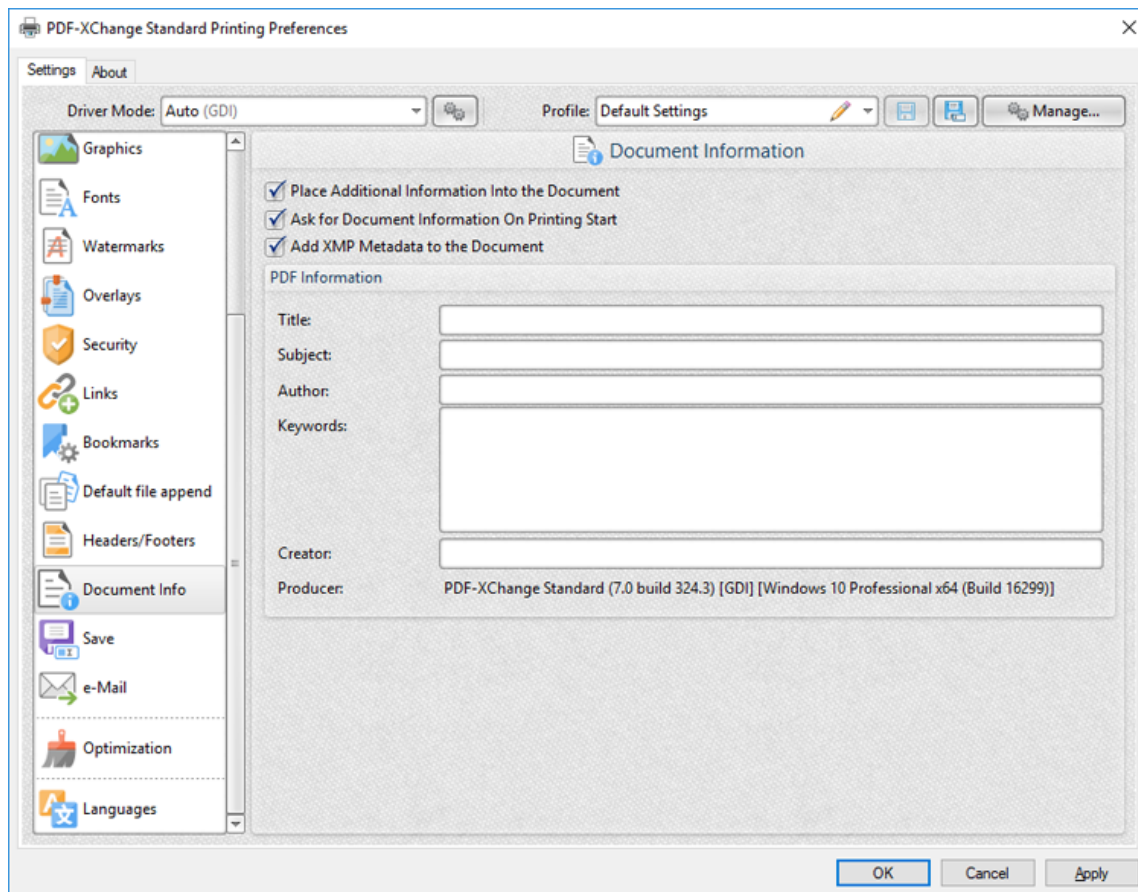 PDF-XChange Standard Printing Preferences
Settings About
Driver Mode: Auto (GDI) Profile: Default Settings Manage...
Graphics
Fonts
Watermarks
Overlays
Security
Links
Bookmarks
Default file append
Headers/Footers
Document Info
Save
e-Mail
Optimization
Languages
Document Information
Place Additional Information Into the Document
Ask for Document Information On Printing Start
Add XMP Metadata to the Document
PDF Information
Title:
Subject:
Author:
Keywords:
Creator:
Producer: PDF-XChange Standard (7.0 build 324.3) [GDI] [Windows 10 Professional x64 (Build 16299)]
OK Cancel Apply